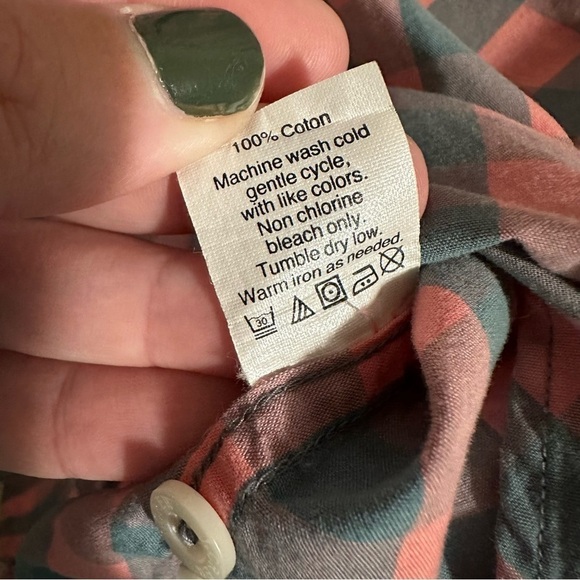 100% Coton
Machine wash cold
gentle cycle,
with like colors.
Non chlorine
bleach only.
Tumble dry low.
Warm iron as needed.
30